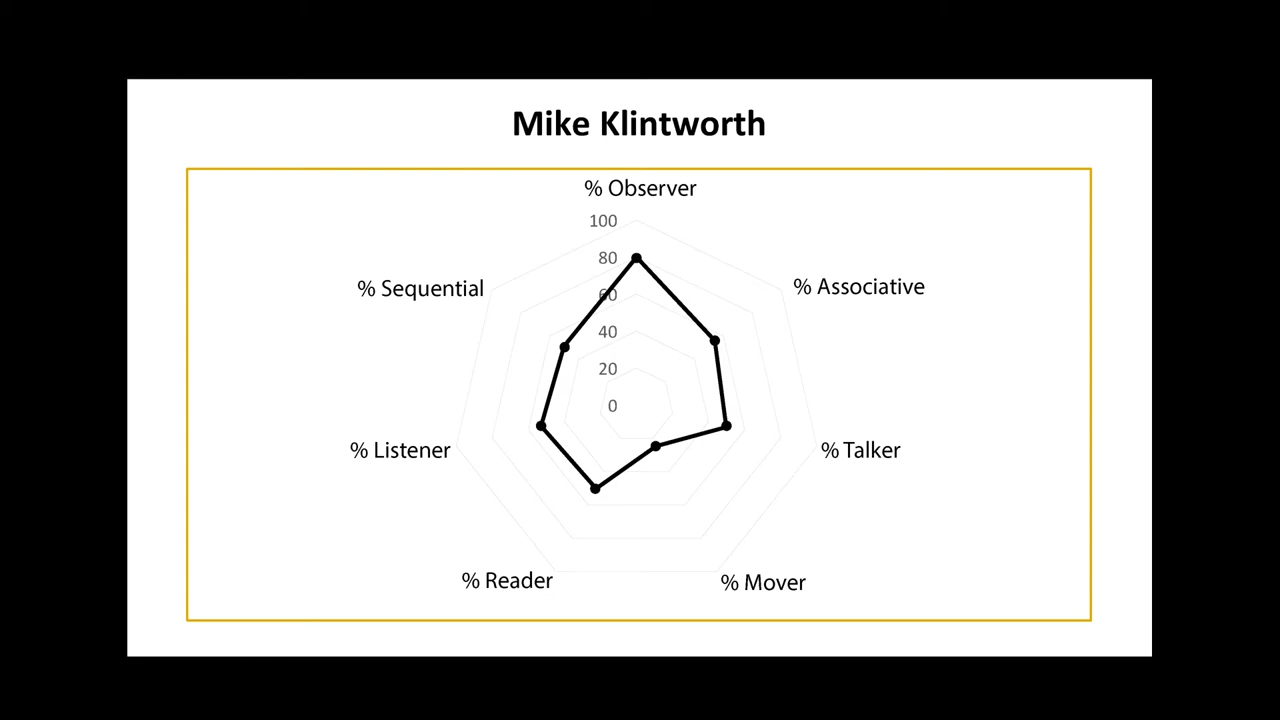 Mike Klintworth
% Observer
100
80
60
40
20
0
% Sequential
% Associative
% Listener
% Talker
% Reader
% Mover